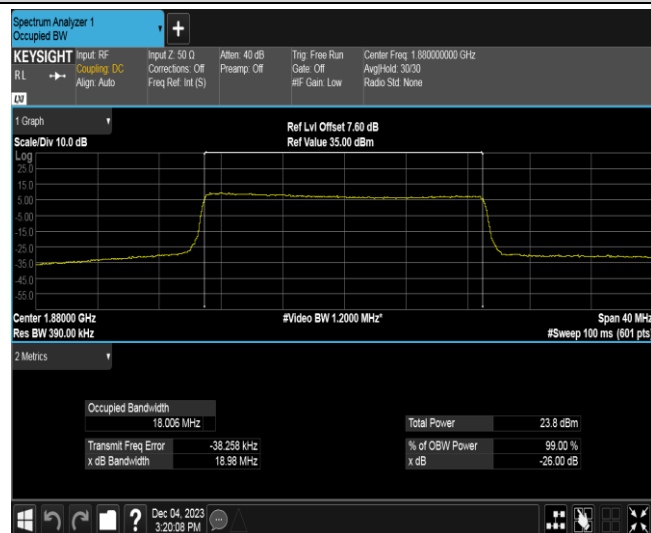 Spectrum Analyzer 1
Occupied BW
+
KEYSIGHT Input: RF Input Z: 50 Ω Atten: 40 dB Trig: Free Run Center Freq: 1.880000000 GHz
RL Coupling: DC Corrections: Off Preamp: Off Gate: Off Avg|Hold: 30/30
Align: Auto Freq Ref: Int (S) #IF Gain: Low Radio Std: None
LXI
1 Graph
Ref Lvl Offset 7.60 dB
Scale/Div 10.0 dB Ref Value 35.00 dBm
Log
25.0
15.0
5.00
-5.00
-15.0
-25.0
-35.0
-45.0
-55.0
Center 1.88000 GHz #Video BW 1.2000 MHz* Span 40 MHz
Res BW 390.00 kHz #Sweep 100 ms (601 pts)
2 Metrics
Occupied Bandwidth
18.006 MHz Total Power 23.8 dBm
Transmit Freq Error -38.258 kHz % of OBW Power 99.00 %
x dB Bandwidth 18.98 MHz x dB -26.00 dB
? Dec 04, 2023
3:20:08 PM